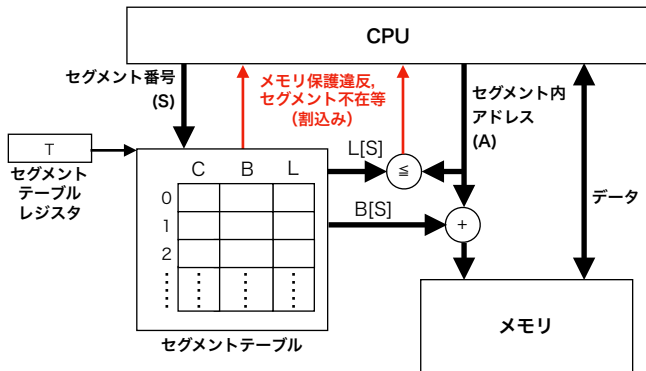 CPU
セグメント番号
(S)
メモリ保護違反,
セグメント不在等
(割込み)
セグメント内
アドレス
(A)
データ
T
セグメント
テーブル
レジスタ
C B L
0
1
2
L[S]
≦
B[S]
+
セグメントテーブル
メモリ